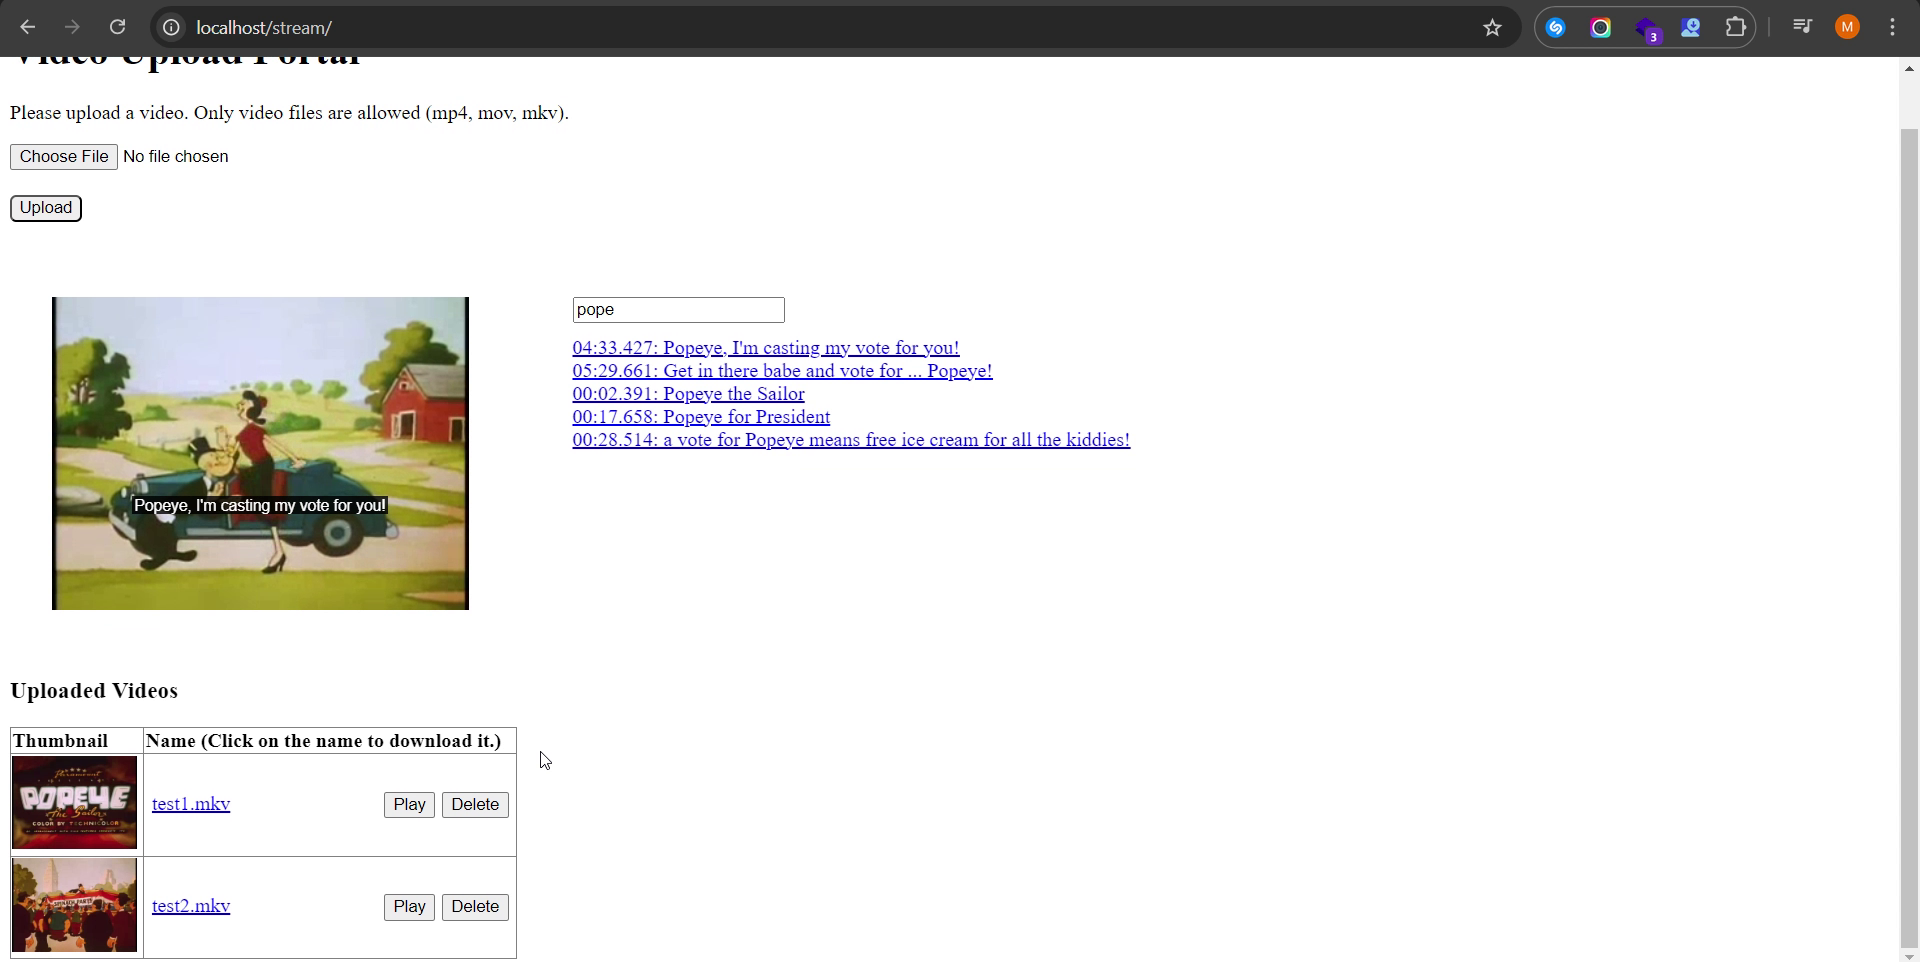 localhost/stream/
3
M
Video Upload Portal
Please upload a video. Only video files are allowed (mp4, mov, mkv).
Choose File No file chosen
Upload
Popeye, I'm casting my vote for you!
pope
04:33.427: Popeye, I'm casting my vote for you!
05:29.661: Get in there babe and vote for ... Popeye!
00:02.391: Popeye the Sailor
00:17.658: Popeye for President
00:28.514: a vote for Popeye means free ice cream for all the kiddies!
Uploaded Videos
Thumbnail Name (Click on the name to download it.)
Paramount
POPEYE
The Sailor
COLOR BY TECHNICOLOR
test1.mkv Play Delete
SPINACH PARTY
test2.mkv Play Delete